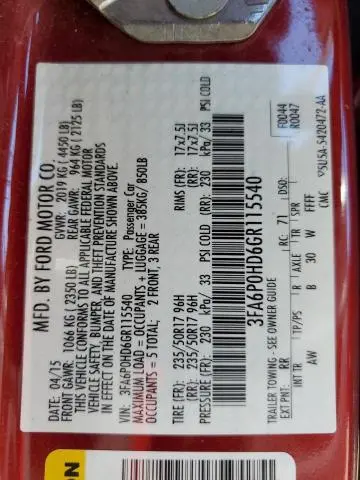 MFD. BY FORD MOTOR CO.
DATE: 04/15 GVWR: 2019 KG ( 4450 LB)
FRONT GAWR: 1066 KG ( 2350 LB) REAR GAWR: 964 KG ( 2125 LB)
THIS VEHICLE CONFORMS TO ALL APPLICABLE FEDERAL MOTOR
VEHICLE SAFETY, BUMPER, AND THEFT PREVENTION STANDARDS
IN EFFECT ON THE DATE OF MANUFACTURE SHOWN ABOVE.
VIN: 3FA6P0HD6GR115540 TYPE: Passenger Car
MAXIMUM LOAD = OCCUPANTS + LUGGAGE = 385KG/ 850LB
OCCUPANTS = 5 TOTAL; 2 FRONT, 3 REAR
TIRE (FR): 235/50R17 96H 235/50R17 96H RIMS (FR): 17x7.5J 17x7.5J
PRESSURE (FR): 230 kPa/ 33 PSI COLD (RR): 230 kPa/ 33 PSI COLD
3FA6P0HD6GR115540
TRAILER TOWING - SEE OWNER GUIDE
F0044
R0047
EXT PNT: RR RC: 71 DSO:
INT TR TP/PS R AXLE TR SPR
AW B 30 W FFFF
CMC 5U5A-5420472-AA
ON